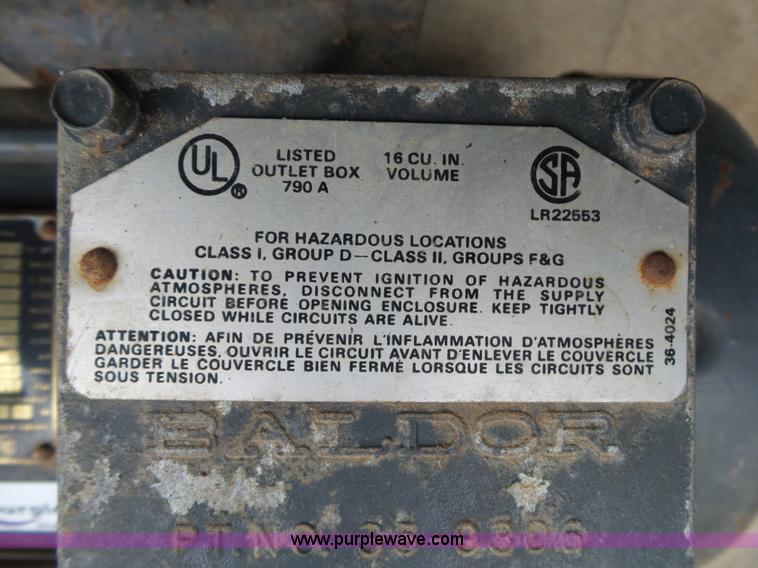 UL ®
LISTED
OUTLET BOX
790 A
16 CU. IN.
VOLUME
SA
LR22553
FOR HAZARDOUS LOCATIONS
CLASS I, GROUP D—CLASS II, GROUPS F&G
CAUTION: TO PREVENT IGNITION OF HAZARDOUS
ATMOSPHERES, DISCONNECT FROM THE SUPPLY
CIRCUIT BEFORE OPENING ENCLOSURE. KEEP TIGHTLY
CLOSED WHILE CIRCUITS ARE ALIVE.
ATTENTION: AFIN DE PRÉVENIR L'INFLAMMATION D'ATMOSPHÈRES
DANGEREUSES, OUVRIR LE CIRCUIT AVANT D'ENLEVER LE COUVERCLE
GARDER LE COUVERCLE BIEN FERMÉ LORSQUE LES CIRCUITS SONT
SOUS TENSION.
36-4024
BALDOR
PT. NO.
www.purplewave.com